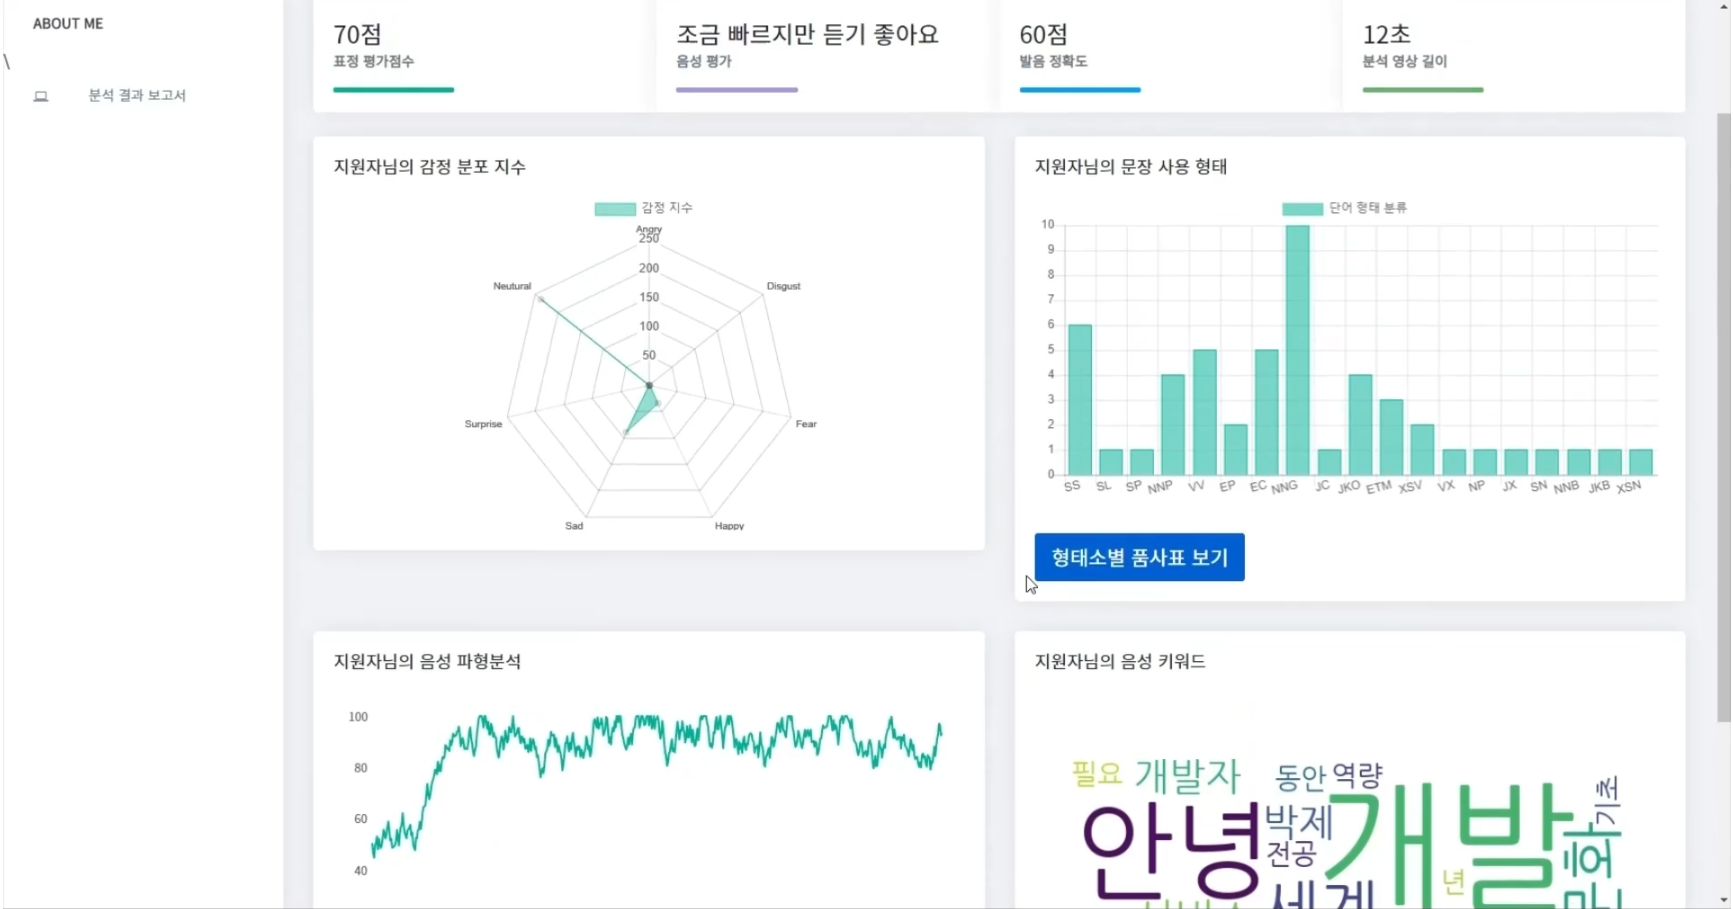 ABOUT ME
\
분석 결과 보고서
70점
표정 평가점수
조금 빠르지만 듣기 좋아요
음성 평가
60점
발음 정확도
12초
분석 영상 길이
지원자님의 감정 분포 지수
감정 지수
Angry
250
200
150
100
50
Neutural
Disgust
Surprise
Fear
Sad
Happy
지원자님의 문장 사용 형태
단어 형태 분류
10
9
8
7
6
5
4
3
2
1
0
SS SL SP NNP VV EP EC NNG JC JKO ETM XSV VX NP JX SN NNB JKB XSN
형태소별 품사표 보기
지원자님의 음성 파형분석
100
80
60
40
지원자님의 음성 키워드
필요 개발자 동안 역량
안녕 박제 개발 기초
전공
년
세계